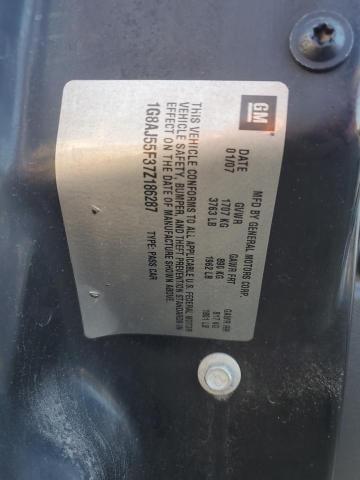 GM
MFD BY GENERAL MOTORS CORP.
DATE GVWR GAWR FRT GAWR RR
01/07 1707 KG 890 KG 817 KG
3763 LB 1962 LB 1801 LB
THIS VEHICLE CONFORMS TO ALL APPLICABLE U.S. FEDERAL MOTOR
VEHICLE SAFETY, BUMPER, AND THEFT PREVENTION STANDARDS IN
EFFECT ON THE DATE OF MANUFACTURE SHOWN ABOVE.
1G8AJ55F37Z186287 TYPE: PASS CAR